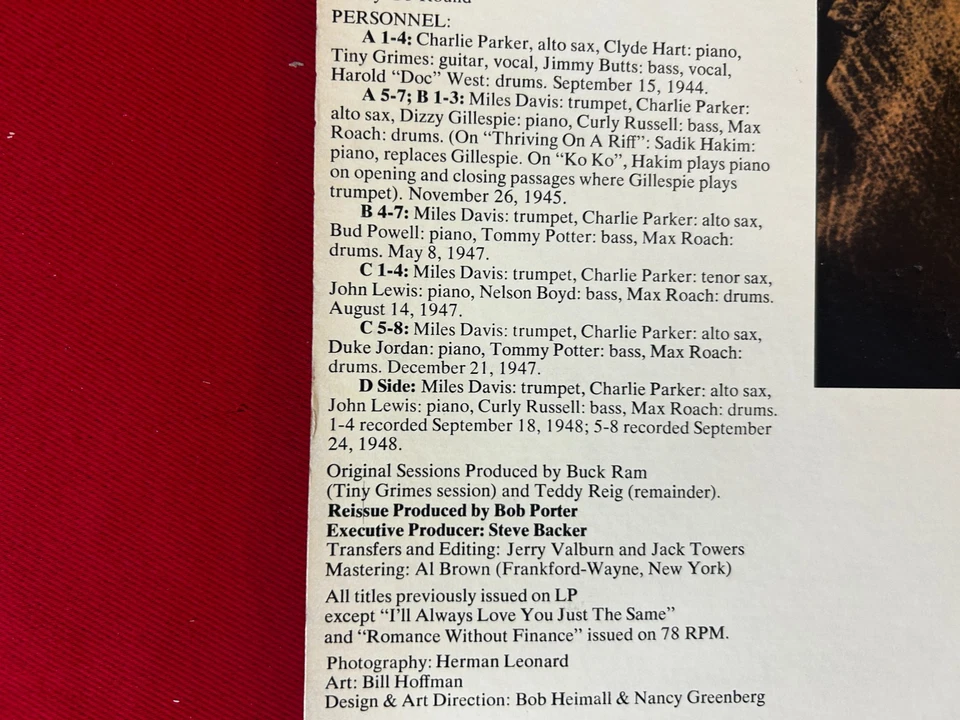 Round
PERSONNEL:
A 1-4: Charlie Parker, alto sax, Clyde Hart: piano,
Tiny Grimes: guitar, vocal, Jimmy Butts: bass, vocal,
Harold “Doc” West: drums. September 15, 1944.
A 5-7; B 1-3: Miles Davis: trumpet, Charlie Parker:
alto sax, Dizzy Gillespie: piano, Curly Russell: bass, Max
Roach: drums. (On “Thriving On A Riff”: Sadik Hakim:
piano, replaces Gillespie. On “Ko Ko”, Hakim plays piano
on opening and closing passages where Gillespie plays
trumpet). November 26, 1945.
B 4-7: Miles Davis: trumpet, Charlie Parker: alto sax,
Bud Powell: piano, Tommy Potter: bass, Max Roach:
drums. May 8, 1947.
C 1-4: Miles Davis: trumpet, Charlie Parker: tenor sax,
John Lewis: piano, Nelson Boyd: bass, Max Roach: drums.
August 14, 1947.
C 5-8: Miles Davis: trumpet, Charlie Parker: alto sax,
Duke Jordan: piano, Tommy Potter: bass, Max Roach:
drums. December 21, 1947.
D Side: Miles Davis: trumpet, Charlie Parker: alto sax,
John Lewis: piano, Curly Russell: bass, Max Roach: drums.
1-4 recorded September 18, 1948; 5-8 recorded September
24, 1948.
Original Sessions Produced by Buck Ram
(Tiny Grimes session) and Teddy Reig (remainder).
Reissue Produced by Bob Porter
Executive Producer: Steve Backer
Transfers and Editing: Jerry Valburn and Jack Towers
Mastering: Al Brown (Frankford-Wayne, New York)
All titles previously issued on LP
except “I'll Always Love You Just The Same”
and “Romance Without Finance” issued on 78 RPM.
Photography: Herman Leonard
Art: Bill Hoffman
Design & Art Direction: Bob Heimall & Nancy Greenberg